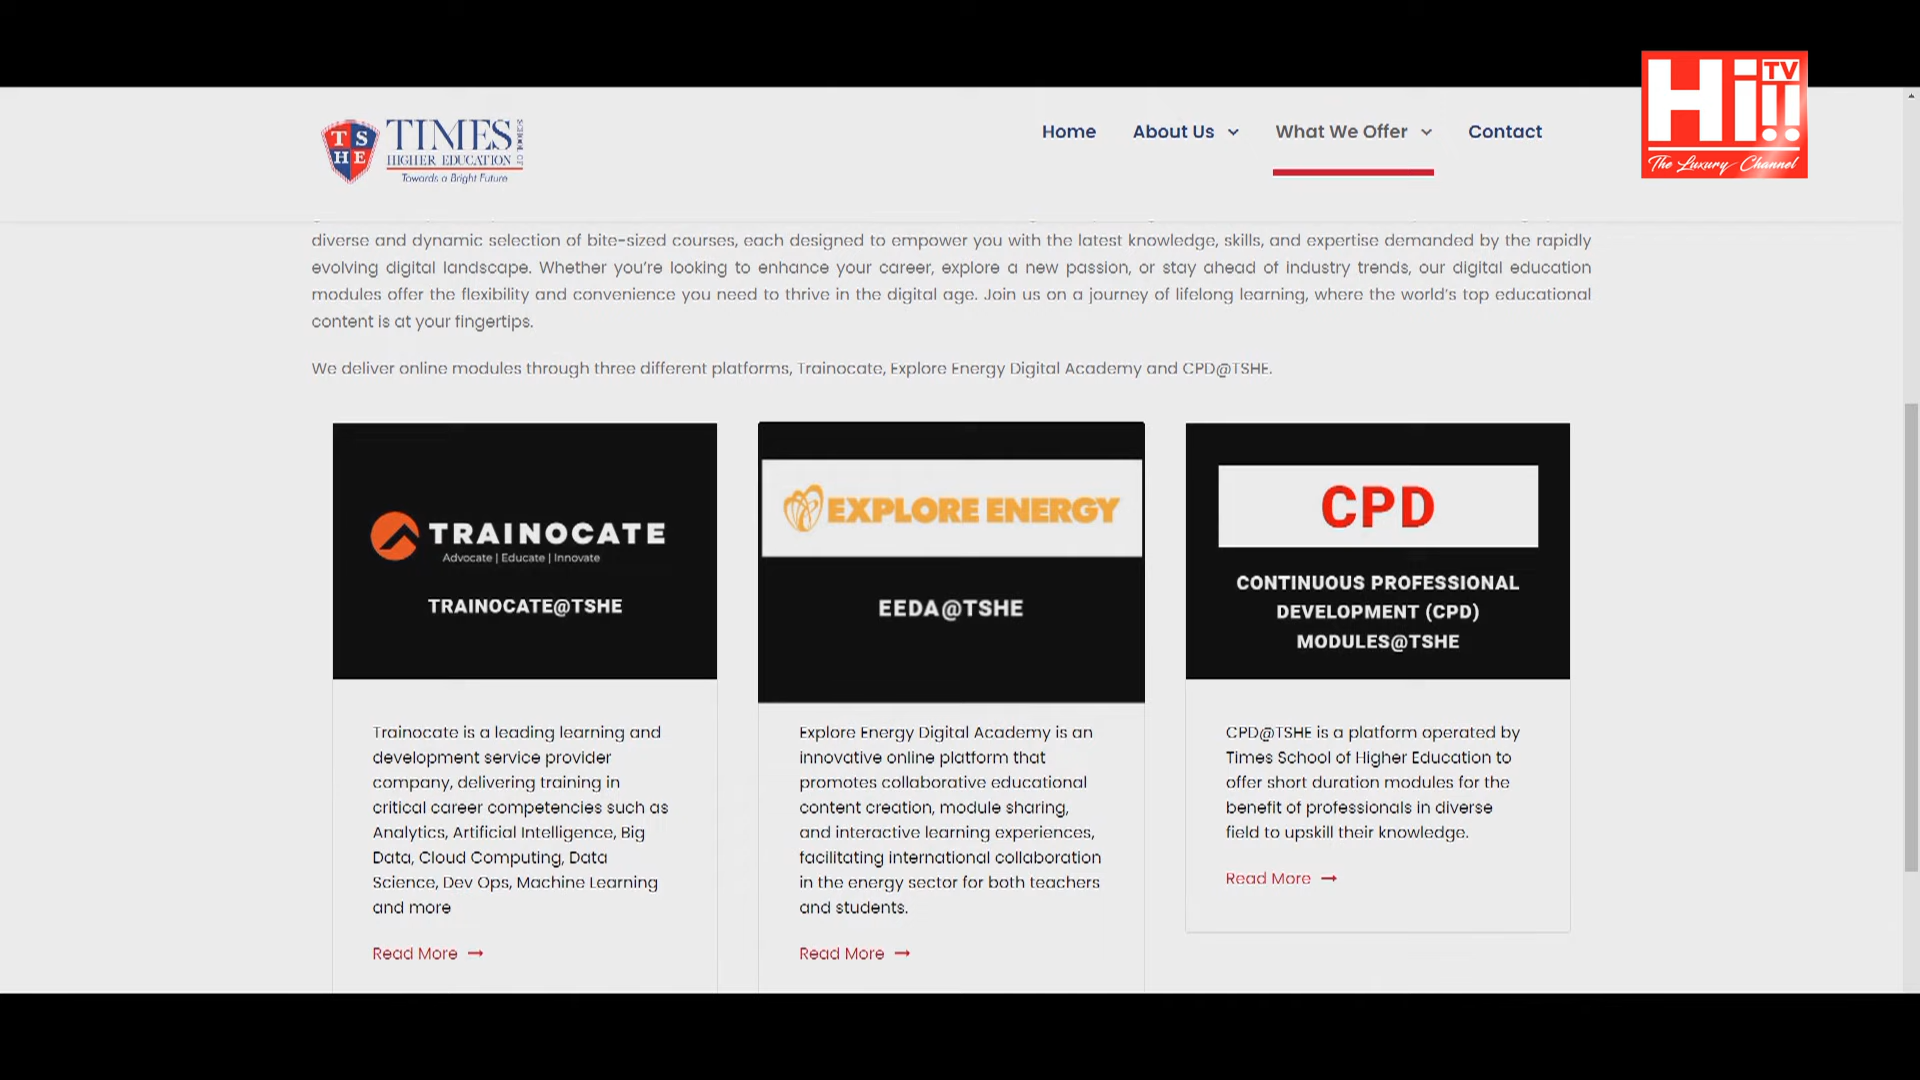 Hi!!
TV
The Luxury Channel
T S
H E
TIMES
SCHOOL OF
HIGHER EDUCATION
Towards a Bright Future
Home
About Us
What We Offer
Contact
diverse and dynamic selection of bite-sized courses, each designed to empower you with the latest knowledge, skills, and expertise demanded by the rapidly
evolving digital landscape. Whether you’re looking to enhance your career, explore a new passion, or stay ahead of industry trends, our digital education
modules offer the flexibility and convenience you need to thrive in the digital age. Join us on a journey of lifelong learning, where the world’s top educational
content is at your fingertips.
We deliver online modules through three different platforms, Trainocate, Explore Energy Digital Academy and CPD@TSHE.
TRAINOCATE
Advocate | Educate | Innovate
TRAINOCATE@TSHE
Trainocate is a leading learning and
development service provider
company, delivering training in
critical career competencies such as
Analytics, Artificial Intelligence, Big
Data, Cloud Computing, Data
Science, Dev Ops, Machine Learning
and more
Read More
EXPLORE ENERGY
EEDA@TSHE
Explore Energy Digital Academy is an
innovative online platform that
promotes collaborative educational
content creation, module sharing,
and interactive learning experiences,
facilitating international collaboration
in the energy sector for both teachers
and students.
Read More
CPD
CONTINUOUS PROFESSIONAL
DEVELOPMENT (CPD)
MODULES@TSHE
CPD@TSHE is a platform operated by
Times School of Higher Education to
offer short duration modules for the
benefit of professionals in diverse
field to upskill their knowledge.
Read More